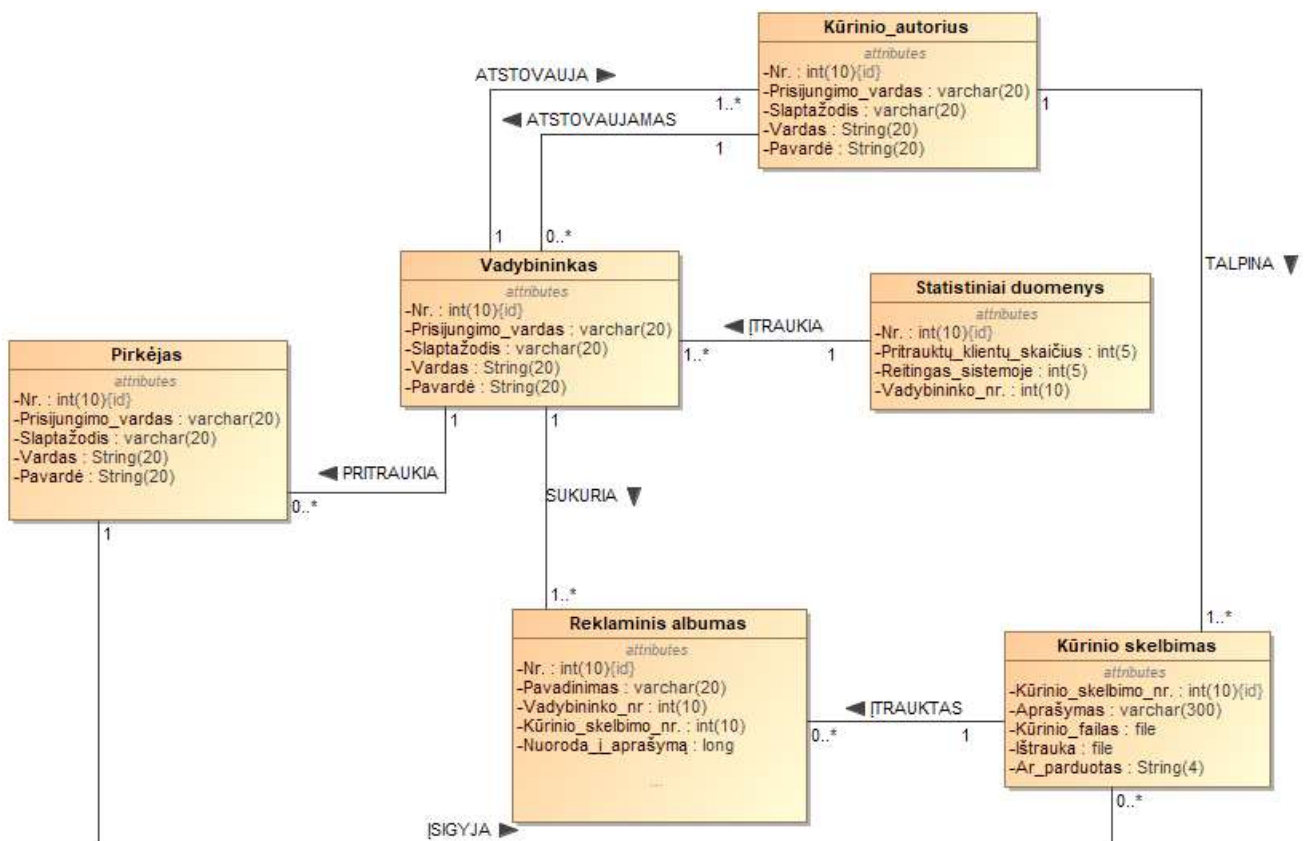 Kūrinio_autorius
attributes
-Nr. : int(10){id}
-Prisijungimo_vardas : varchar(20)
-Slaptažodis : varchar(20)
-Vardas : String(20)
-Pavardė : String(20)
ATSTOVAUJA
1..*
1
ATSTOVAUJAMAS
1
1
0..*
Vadybininkas
attributes
-Nr. : int(10){id}
-Prisijungimo_vardas : varchar(20)
-Slaptažodis : varchar(20)
-Vardas : String(20)
-Pavardė : String(20)
TALPINA
Statistiniai duomenys
attributes
-Nr. : int(10){id}
-Pritrauktų_klientų_skaičius : int(5)
-Reitingas_sistemoje : int(5)
-Vadybininko_nr. : int(10)
ĮTRAUKIA
1..*
1
Pirkėjas
attributes
-Nr. : int(10){id}
-Prisijungimo_vardas : varchar(20)
-Slaptažodis : varchar(20)
-Vardas : String(20)
-Pavardė : String(20)
1
1
PRITRAUKIA
0..*
SUKURIA
1
1..*
1..*
Reklaminis albumas
attributes
-Nr. : int(10){id}
-Pavadinimas : varchar(20)
-Vadybininko_nr : int(10)
-Kūrinio_skelbimo_nr. : int(10)
-Nuoroda_į_aprašymą : long
...
Kūrinio skelbimas
attributes
-Kūrinio_skelbimo_nr. : int(10){id}
-Aprašymas : varchar(300)
-Kūrinio_failas : file
-Ištrauka : file
-Ar_parduotas : String(4)
ĮTRAUKTAS
0..*
1
0..*
ĮSIGYJA